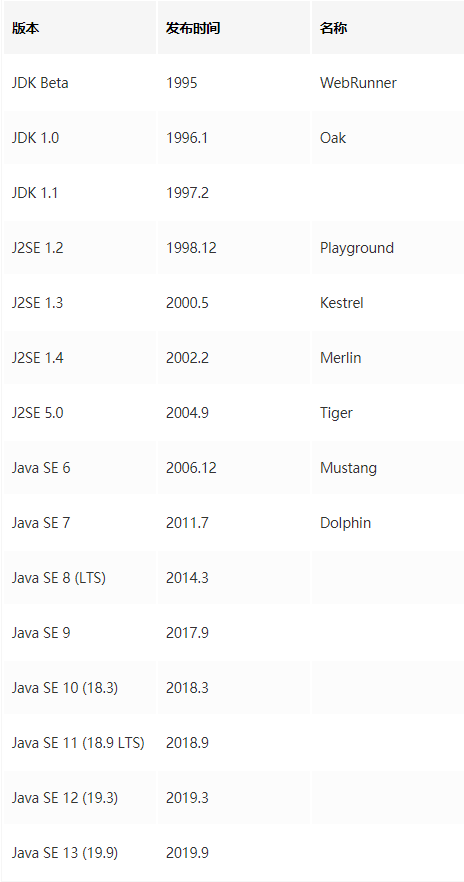 版本 发布时间 名称
JDK Beta 1995 WebRunner
JDK 1.0 1996.1 Oak
JDK 1.1 1997.2
J2SE 1.2 1998.12 Playground
J2SE 1.3 2000.5 Kestrel
J2SE 1.4 2002.2 Merlin
J2SE 5.0 2004.9 Tiger
Java SE 6 2006.12 Mustang
Java SE 7 2011.7 Dolphin
Java SE 8 (LTS) 2014.3
Java SE 9 2017.9
Java SE 10 (18.3) 2018.3
Java SE 11 (18.9 LTS) 2018.9
Java SE 12 (19.3) 2019.3
Java SE 13 (19.9) 2019.9